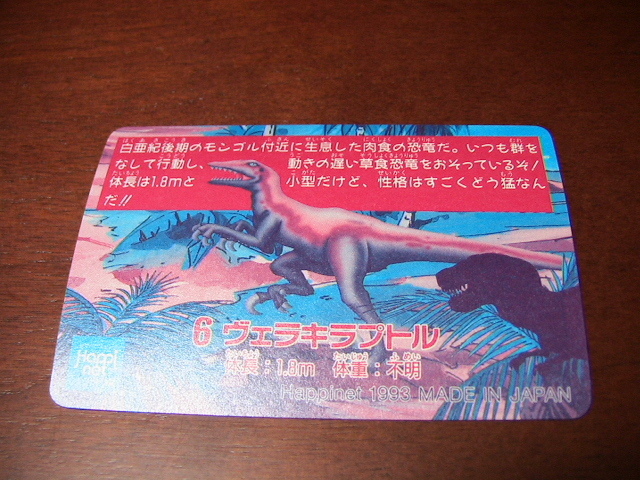 白亜紀後期のモンゴル付近に生息した肉食の恐竜だ。いつも群を
なして行動し、動きの遅い草食恐竜をおそっているぞ！
体長は1.8mと小型だけど、性格はすごくどう猛なん
だ!!
6 ヴェラキラプトル
体長：1.8m 体重：不明
Happinet
Happinet 1993 MADE IN JAPAN